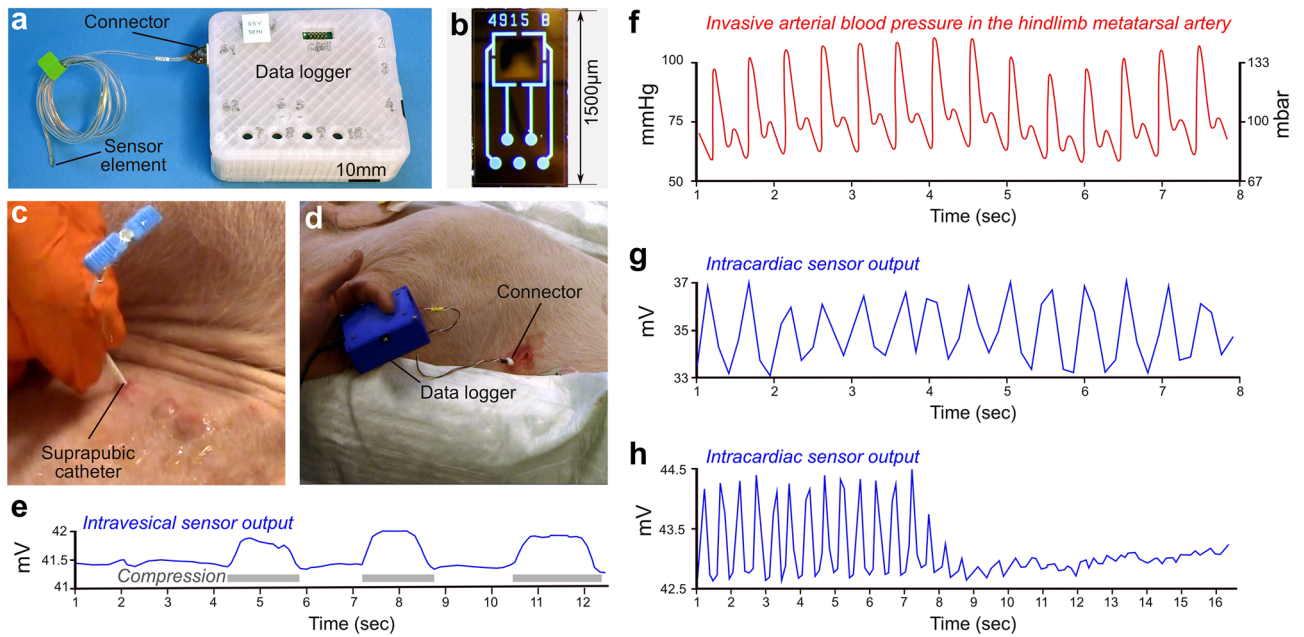 a
Connector
0.5 V
50 Hz
Data logger
Sensor
element
10mm
b
4915 B
1500µm
c
Suprapubic
catheter
d
Connector
Data logger
e
Intravesical sensor output
mV
42
41.5
41
Compression
1 2 3 4 5 6 7 8 9 10 11 12
Time (sec)
f
Invasive arterial blood pressure in the hindlimb metatarsal artery
mmHg
100
75
50
133
100
67
mbar
1 2 3 4 5 6 7 8
Time (sec)
g
Intracardiac sensor output
mV
37
35
33
1 2 3 4 5 6 7 8
Time (sec)
h
Intracardiac sensor output
mV
44.5
43.5
42.5
1 2 3 4 5 6 7 8 9 10 11 12 13 14 15 16
Time (sec)